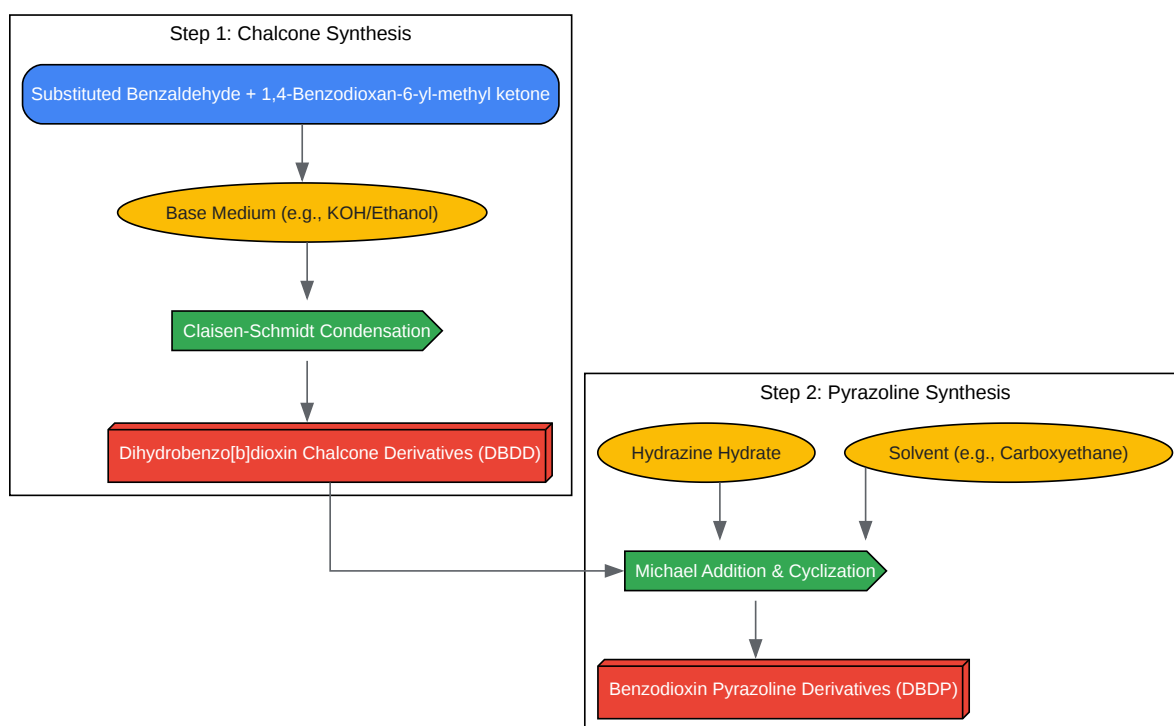 Step 1: Chalcone Synthesis
Substituted Benzaldehyde + 1,4-Benzodioxan-6-yl-methyl ketone
Base Medium (e.g., KOH/Ethanol)
Claisen-Schmidt Condensation
Dihydrobenzo[b]dioxin Chalcone Derivatives (DBDD)
Step 2: Pyrazoline Synthesis
Hydrazine Hydrate
Solvent (e.g., Carboxyethane)
Michael Addition & Cyclization
Benzodioxin Pyrazoline Derivatives (DBDP)